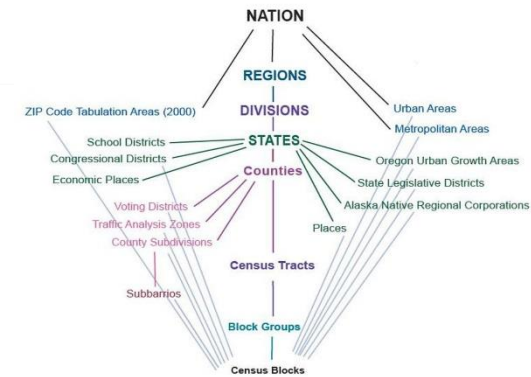 NATION
REGIONS
ZIP Code Tabulation Areas (2000)
DIVISIONS
Urban Areas
Metropolitan Areas
School Districts
STATES
Congressional Districts
Oregon Urban Growth Areas
Economic Places
Counties
State Legislative Districts
Voting Districts
Alaska Native Regional Corporations
Traffic Analysis Zones
Places
County Subdivisions
Census Tracts
Subbarrios
Block Groups
Census Blocks